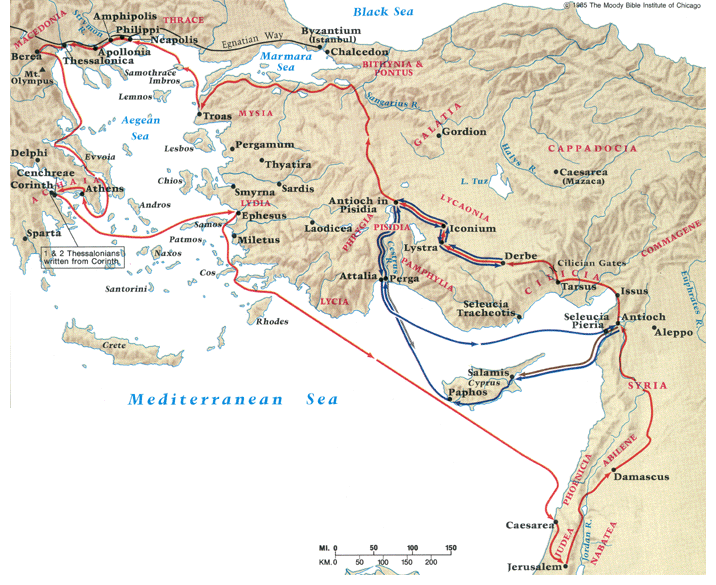 © 1985 The Moody Bible Institute of Chicago
Black Sea
MACEDONIA
THRACE
Amphipolis
Strymon R.
Philippi
Neapolis
Egnatian Way
Byzantium
(Istanbul)
Chalcedon
Berea
Apollonia
Thessalonica
Marmara
Sea
BITHYNIA &
PONTUS
Mt.
Olympus
Samothrace
Imbros
Lemnos
Troas
MYSIA
Sangarius R.
GALATIA
Gordion
Halys R.
CAPPADOCIA
Caesarea
(Mazaca)
Aegean
Sea
Lesbos
Pergamum
Thyatira
Delphi
Evvoia
Cenchreae
Corinth
ACHAIA
Athens
Chios
Smyrna
Sardis
LYDIA
L. Tuz
Andros
Samos
Ephesus
Antioch in
Pisidia
LYCAONIA
Iconium
PHRYGIA
PISIDIA
Laodicea
Lystra
Derbe
COMMAGENE
Sparta
Patmos
Miletus
1 & 2 Thessalonians
written from Corinth
Naxos
Cos
Cestrus R.
PAMPHYLIA
Cilician Gates
CILICIA
Tarsus
Issus
Euphrates R.
Santorini
Attalia
Perga
LYCIA
Seleucia
Tracheotis
Seleucia
Pieria
Antioch
Aleppo
Rhodes
Crete
Salamis
Cyprus
Paphos
SYRIA
Mediterranean Sea
PHOENICIA
ABILENE
Damascus
Caesarea
JUDEA
Jordan R.
NABATEA
Jerusalem
MI. 0 50 100 150
KM. 0 50 100 150 200